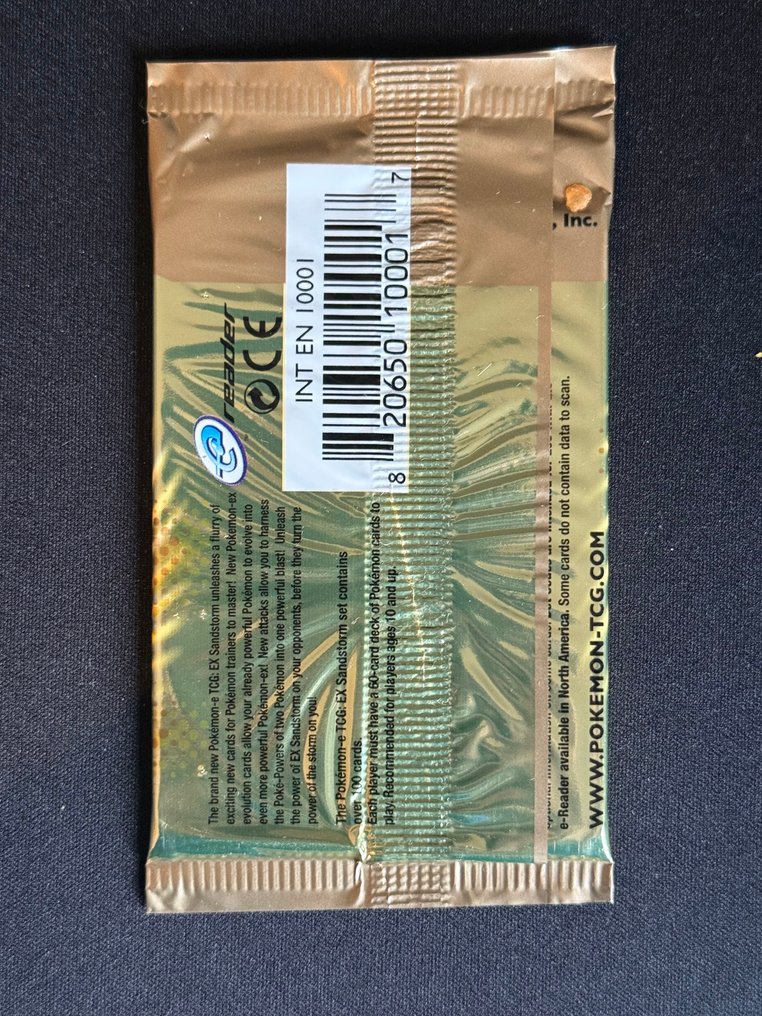 The brand new Pokémon-e TCG: EX Sandstorm unleashes a flurry of
exciting new cards for Pokémon trainers to master! New Pokémon-ex
evolution cards allow your already powerful Pokémon to evolve into
even more powerful Pokémon-ex! New attacks allow you to harness
the Poké-Powers of two Pokémon into one powerful blast! Unleash
the power of EX Sandstorm on your opponents, before they turn the
power of the storm on you!
The Pokémon-e TCG: EX Sandstorm set contains
over 100 cards.
Each player must have a 60-card deck of Pokémon cards to
play. Recommended for players ages 10 and up.
e reader
CE
INT EN 10001
8 20650 10001 7
e-Reader available in North America. Some cards do not contain data to scan.
WWW.POKEMON-TCG.COM
, Inc.